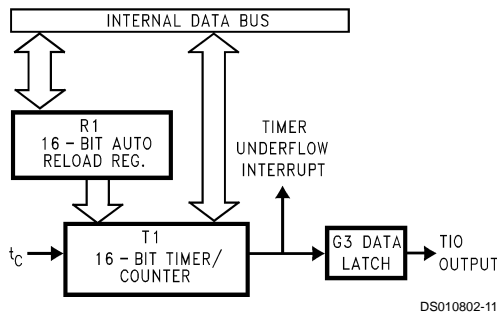 INTERNAL DATA BUS
R1
16 – BIT AUTO
RELOAD REG.
TIMER
UNDERFLOW
INTERRUPT
T1
16 – BIT TIMER/
COUNTER
tC
G3 DATA
LATCH
TIO
OUTPUT
DS010802-11